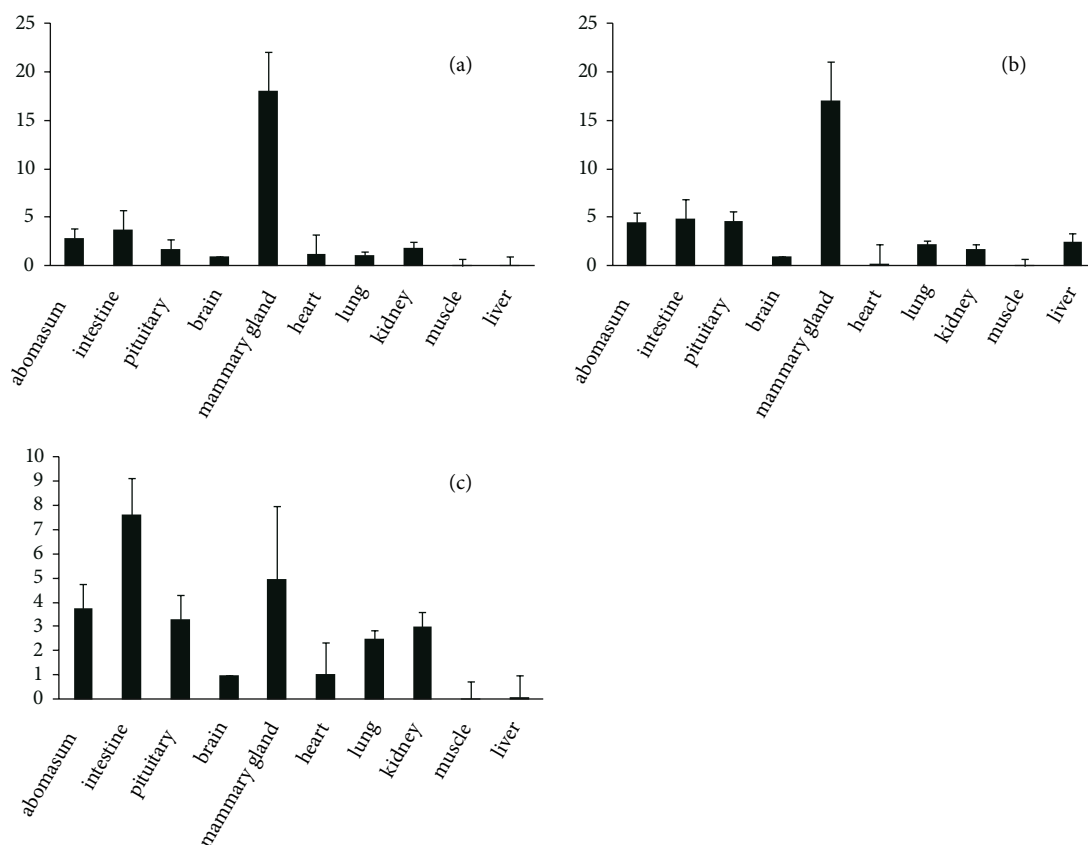 25
20
15
10
5
0
(a)
abomasum
intestine
pituitary
brain
mammary gland
heart
lung
kidney
muscle
liver
25
20
15
10
5
0
(b)
abomasum
intestine
pituitary
brain
mammary gland
heart
lung
kidney
muscle
liver
10
9
8
7
6
5
4
3
2
1
0
(c)
abomasum
intestine
pituitary
brain
mammary gland
heart
lung
kidney
muscle
liver